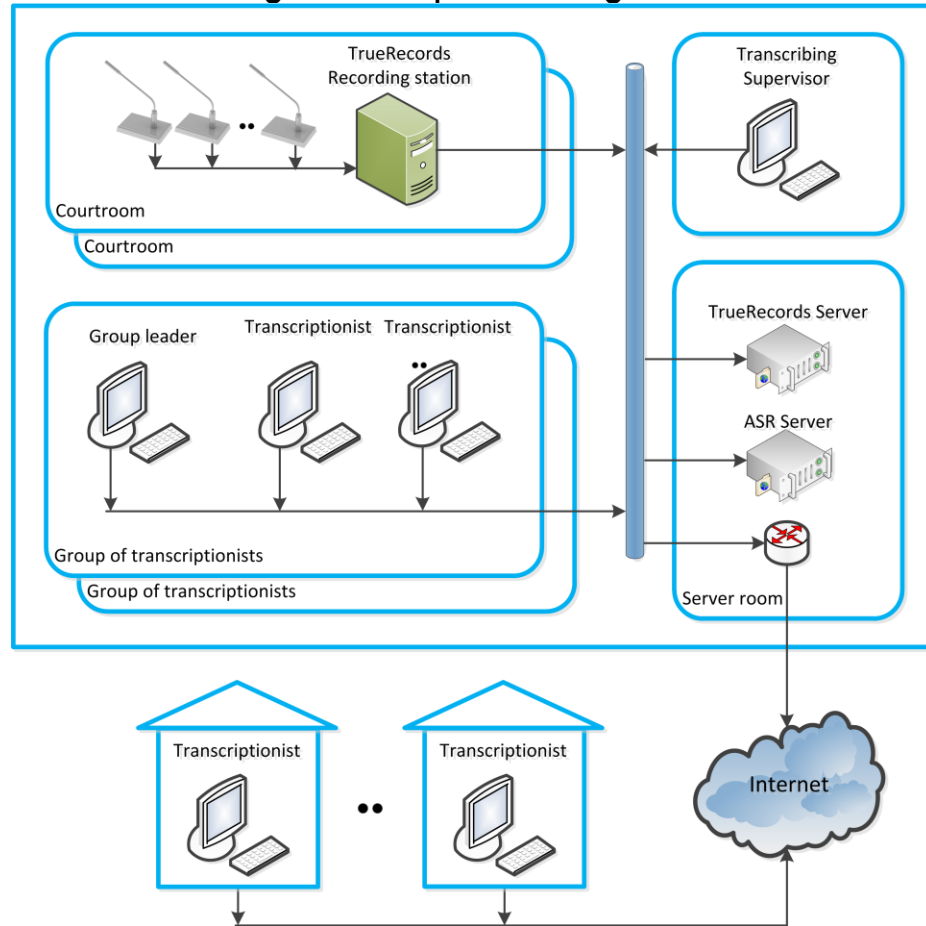 TrueRecords
Recording station
Courtroom
Courtroom
Transcribing
Supervisor
Group leader
Transcriptionist
Transcriptionist
Group of transcriptionists
Group of transcriptionists
TrueRecords Server
ASR Server
Server room
Transcriptionist
Transcriptionist
Internet